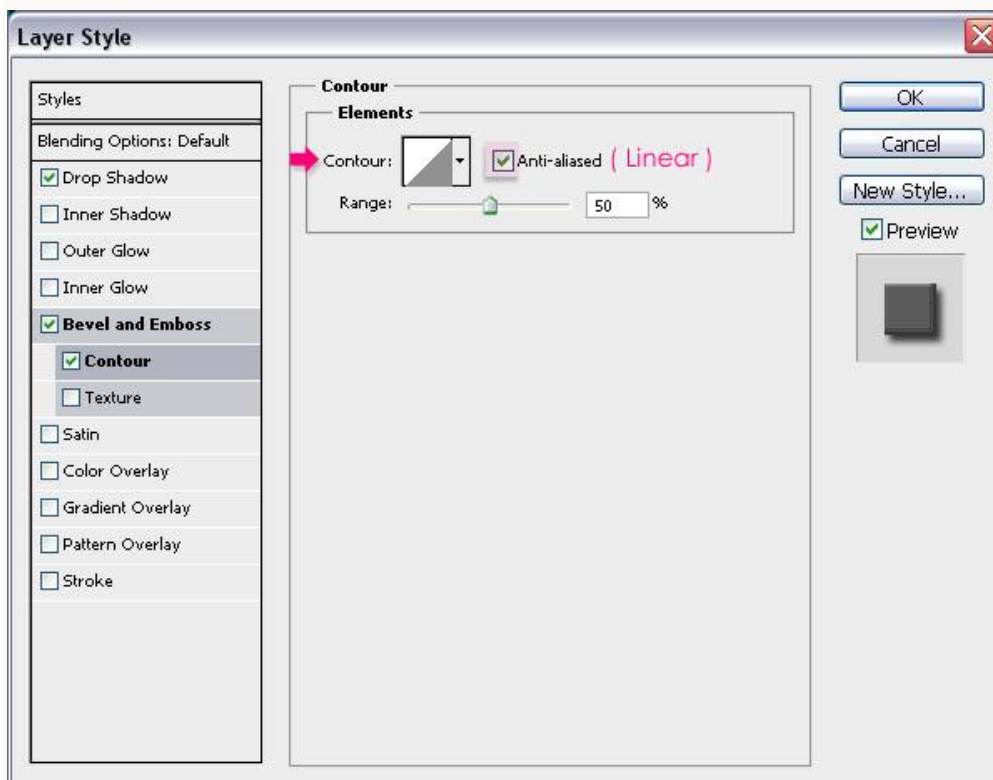 Layer Style
Styles
Blending Options: Default
Drop Shadow
Inner Shadow
Outer Glow
Inner Glow
Bevel and Emboss
Contour
Texture
Satin
Color Overlay
Gradient Overlay
Pattern Overlay
Stroke
Contour
Elements
Contour: Anti-aliased ( Linear )
Range: 50 %
OK
Cancel
New Style...
Preview